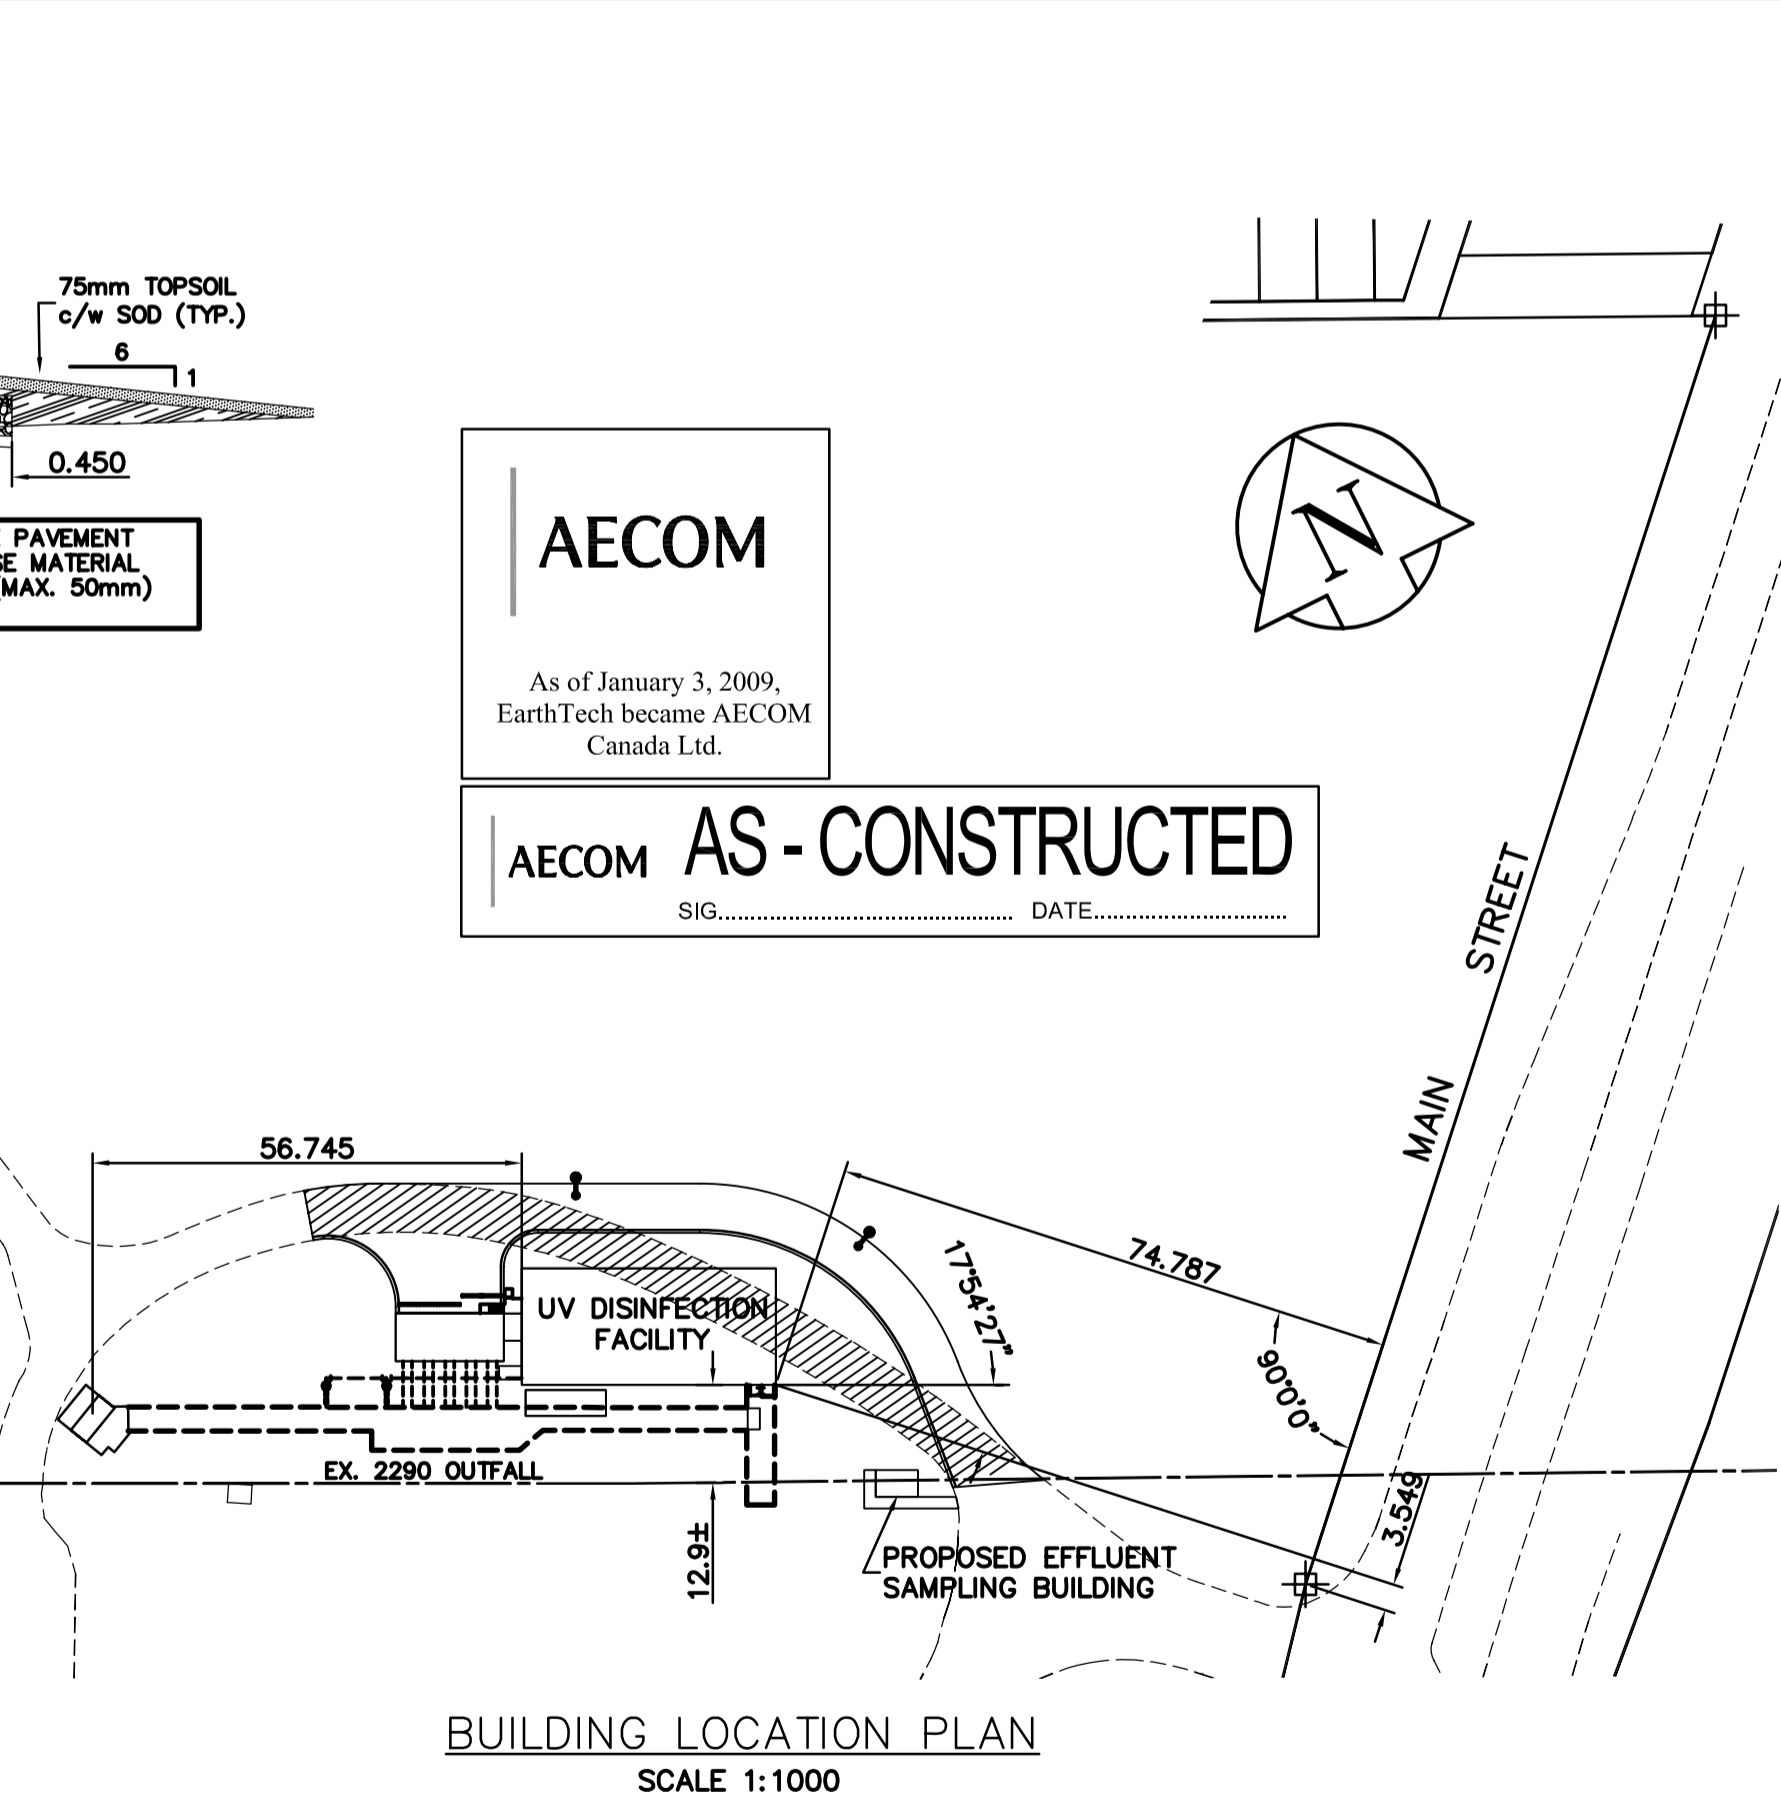 75mm TOPSOIL
c/w SOD (TYP.)
6
1
0.450
PAVEMENT
SE MATERIAL
(MAX. 50mm)
AECOM
As of January 3, 2009,
EarthTech became AECOM
Canada Ltd.
N
AECOM AS - CONSTRUCTED
SIG. DATE
MAIN STREET
56.745
74.787
17°54'27"
90°0'0"
UV DISINFECTION
FACILITY
EX. 2290 OUTFALL
12.9±
3.549
PROPOSED EFFLUENT
SAMPLING BUILDING
BUILDING LOCATION PLAN
SCALE 1:1000